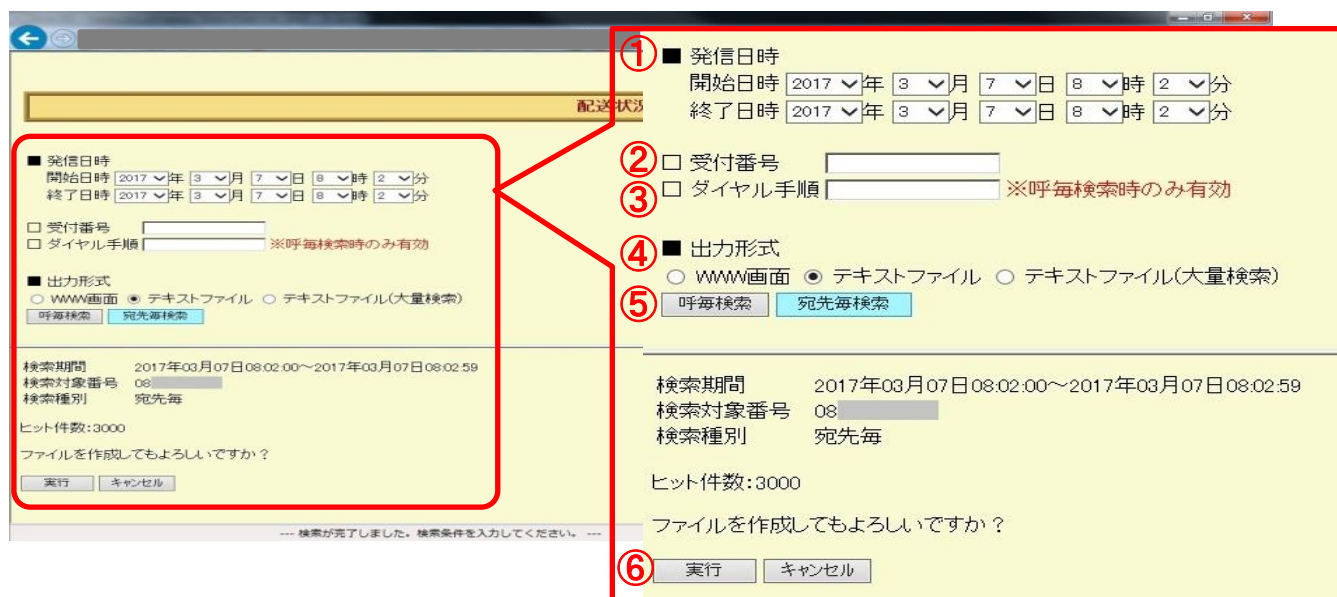 配送状況
■ 発信日時
開始日時 2017 年 3 月 7 日 8 時 2 分
終了日時 2017 年 3 月 7 日 8 時 2 分
□ 受付番号
□ ダイヤル手順 ※呼毎検索時のみ有効
■ 出力形式
○ WWW画面 ◉ テキストファイル ○ テキストファイル(大量検索)
呼毎検索 宛先毎検索
検索期間 2017年03月07日08:02:00～2017年03月07日08:02:59
検索対象番号 08
検索種別 宛先毎
ヒット件数:3000
ファイルを作成してもよろしいですか？
実行 キャンセル
--- 検索が完了しました。検索条件を入力してください。 ---
① ■ 発信日時
開始日時 2017 年 3 月 7 日 8 時 2 分
終了日時 2017 年 3 月 7 日 8 時 2 分
② □ 受付番号
③ □ ダイヤル手順 ※呼毎検索時のみ有効
④ ■ 出力形式
○ WWW画面 ◉ テキストファイル ○ テキストファイル(大量検索)
⑤ 呼毎検索 宛先毎検索
検索期間 2017年03月07日08:02:00～2017年03月07日08:02:59
検索対象番号 08
検索種別 宛先毎
ヒット件数:3000
ファイルを作成してもよろしいですか？
⑥ 実行 キャンセル